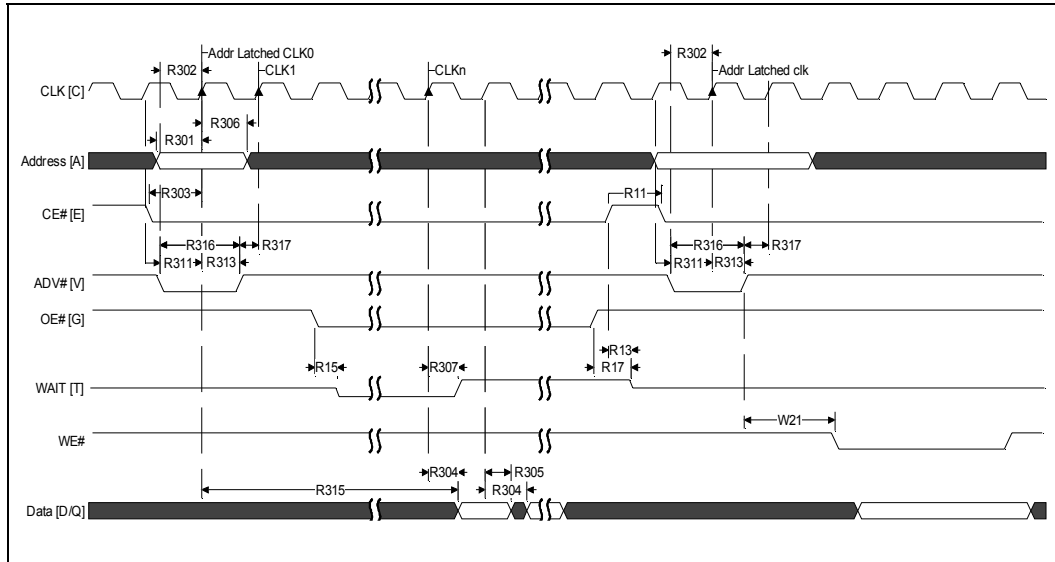 Addr Latched CLK0
R302
R302
CLK1
CLKn
Addr Latched clk
CLK [C]
R306
R301
Address [A]
R303
R11
CE# [E]
R316
R317
R316
R317
R311
R313
R311
R313
ADV# [V]
OE# [G]
R13
R15
R307
R17
WAIT [T]
W21
WE#
R304
R305
R315
R304
Data [D/Q]